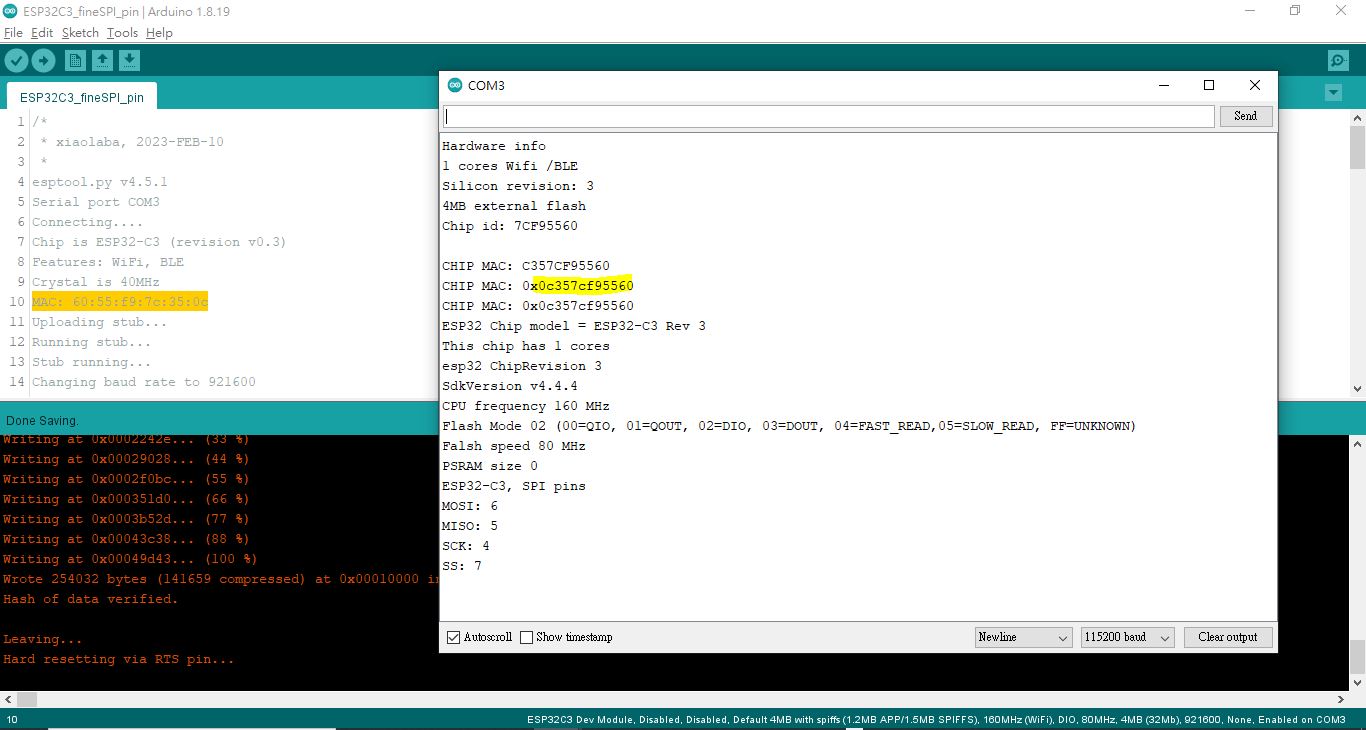 ESP32C3_fineSPI_pin | Arduino 1.8.19
File Edit Sketch Tools Help
ESP32C3_fineSPI_pin
1 /*
2  * xiaolaba, 2023-FEB-10
3  *
4 esptool.py v4.5.1
5 Serial port COM3
6 Connecting....
7 Chip is ESP32-C3 (revision v0.3)
8 Features: WiFi, BLE
9 Crystal is 40MHz
10 MAC: 60:55:f9:7c:35:0c
11 Uploading stub...
12 Running stub...
13 Stub running...
14 Changing baud rate to 921600
Done Saving.
Writing at 0x0002242e... (33 %)
Writing at 0x00029028... (44 %)
Writing at 0x0002f0bc... (55 %)
Writing at 0x000351d0... (66 %)
Writing at 0x0003b52d... (77 %)
Writing at 0x00043c38... (88 %)
Writing at 0x00049d43... (100 %)
Wrote 254032 bytes (141659 compressed) at 0x00010000 in
Hash of data verified.
Leaving...
Hard resetting via RTS pin...
10
ESP32C3 Dev Module, Disabled, Disabled, Default 4MB with spiffs (1.2MB APP/1.5MB SPIFFS), 160MHz (WiFi), DIO, 80MHz, 4MB (32Mb), 921600, None, Enabled on COM3
COM3
Send
Hardware info
1 cores Wifi /BLE
Silicon revision: 3
4MB external flash
Chip id: 7CF95560
CHIP MAC: C357CF95560
CHIP MAC: 0x0c357cf95560
CHIP MAC: 0x0c357cf95560
ESP32 Chip model = ESP32-C3 Rev 3
This chip has 1 cores
esp32 ChipRevision 3
SdkVersion v4.4.4
CPU frequency 160 MHz
Flash Mode 02 (00=QIO, 01=QOUT, 02=DIO, 03=DOUT, 04=FAST_READ,05=SLOW_READ, FF=UNKNOWN)
Falsh speed 80 MHz
PSRAM size 0
ESP32-C3, SPI pins
MOSI: 6
MISO: 5
SCK: 4
SS: 7
Autoscroll Show timestamp Newline 115200 baud Clear output